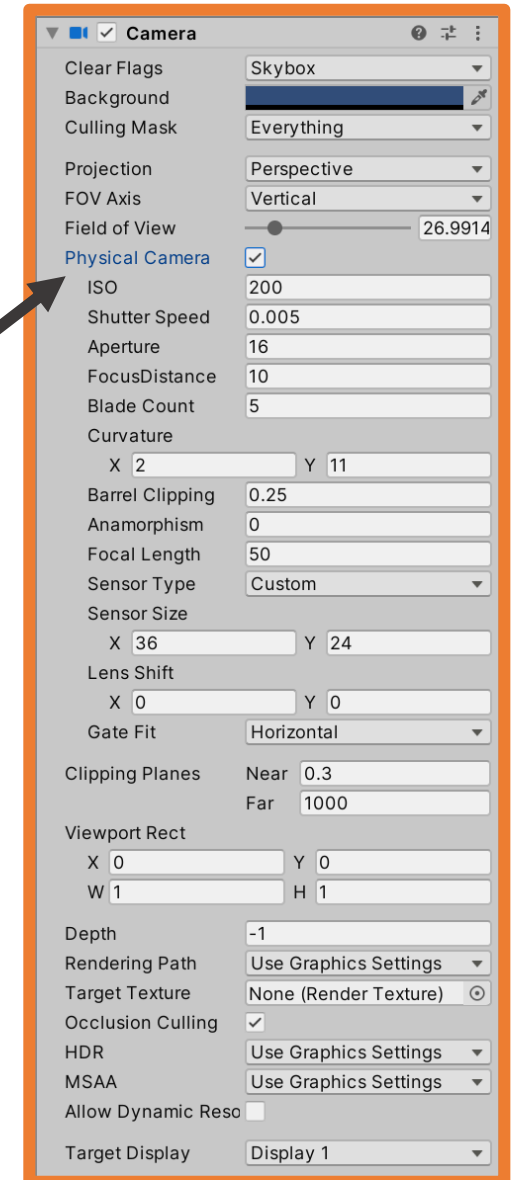 Camera
Clear Flags Skybox
Background
Culling Mask Everything
Projection Perspective
FOV Axis Vertical
Field of View 26.9914
Physical Camera
ISO 200
Shutter Speed 0.005
Aperture 16
FocusDistance 10
Blade Count 5
Curvature
X 2 Y 11
Barrel Clipping 0.25
Anamorphism 0
Focal Length 50
Sensor Type Custom
Sensor Size
X 36 Y 24
Lens Shift
X 0 Y 0
Gate Fit Horizontal
Clipping Planes Near 0.3
Far 1000
Viewport Rect
X 0 Y 0
W 1 H 1
Depth -1
Rendering Path Use Graphics Settings
Target Texture None (Render Texture)
Occlusion Culling
HDR Use Graphics Settings
MSAA Use Graphics Settings
Allow Dynamic Reso
Target Display Display 1